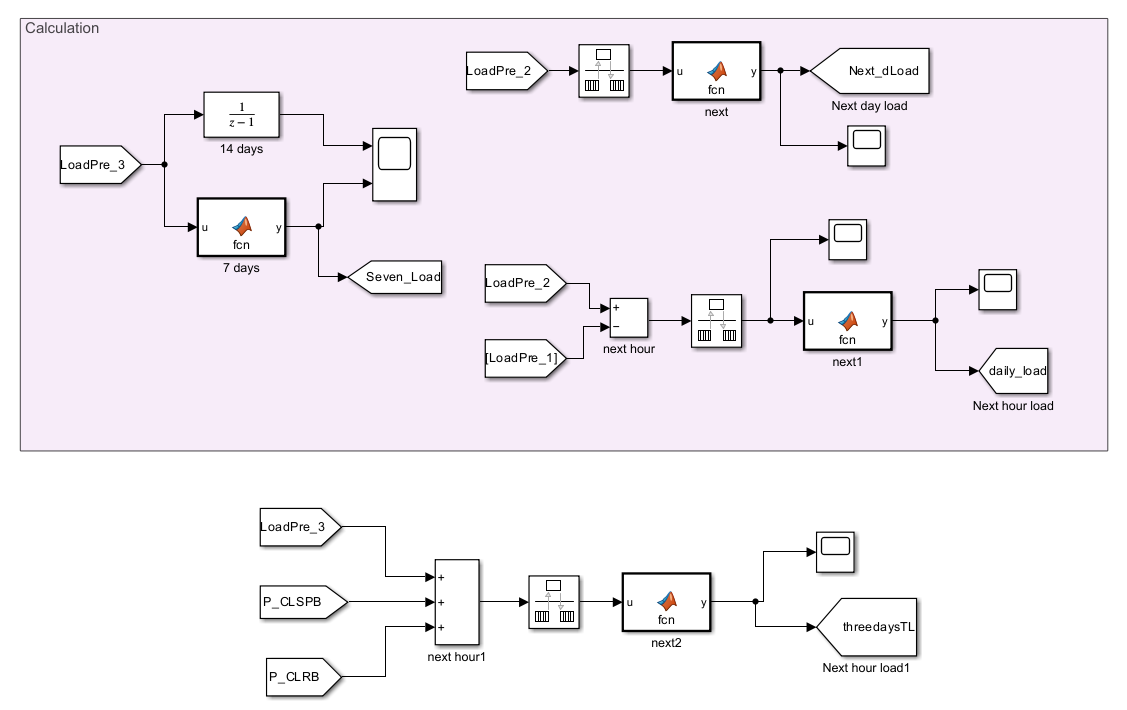 Calculation
LoadPre_2
u
fcn
y
next
Next_dLoad
Next day load
LoadPre_3
1
z − 1
14 days
u
fcn
y
7 days
Seven_Load
LoadPre_2
[LoadPre_1]
+
−
next hour
u
fcn
y
next1
daily_load
Next hour load
LoadPre_3
P_CLSPB
P_CLRB
+
+
+
next hour1
u
fcn
y
next2
threedaysTL
Next hour load1